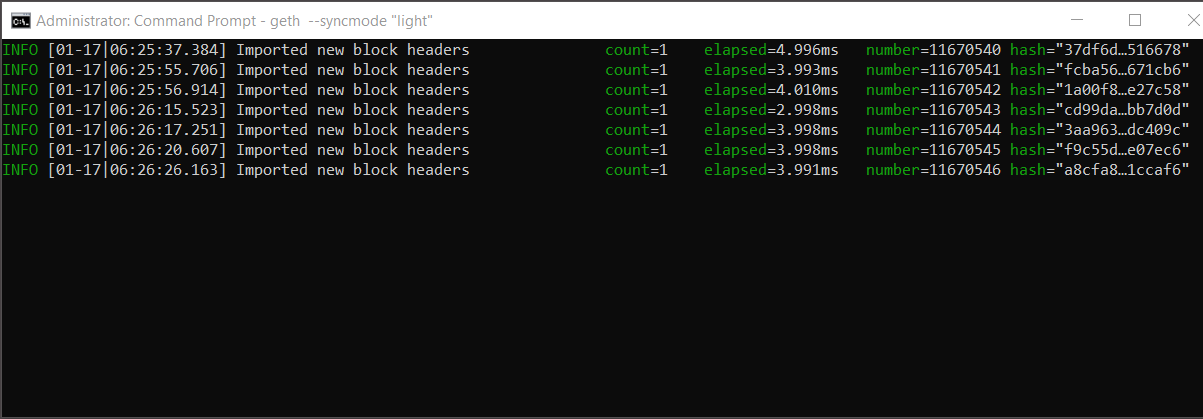 Administrator: Command Prompt - geth  --syncmode "light"
INFO [01-17|06:25:37.384] Imported new block headers               count=1    elapsed=4.996ms   number=11670540 hash="37df6d…516678"
INFO [01-17|06:25:55.706] Imported new block headers               count=1    elapsed=3.993ms   number=11670541 hash="fcba56…671cb6"
INFO [01-17|06:25:56.914] Imported new block headers               count=1    elapsed=4.010ms   number=11670542 hash="1a00f8…e27c58"
INFO [01-17|06:26:15.523] Imported new block headers               count=1    elapsed=2.998ms   number=11670543 hash="cd99da…bb7d0d"
INFO [01-17|06:26:17.251] Imported new block headers               count=1    elapsed=3.998ms   number=11670544 hash="3aa963…dc409c"
INFO [01-17|06:26:20.607] Imported new block headers               count=1    elapsed=3.998ms   number=11670545 hash="f9c55d…e07ec6"
INFO [01-17|06:26:26.163] Imported new block headers               count=1    elapsed=3.991ms   number=11670546 hash="a8cfa8…1ccaf6"